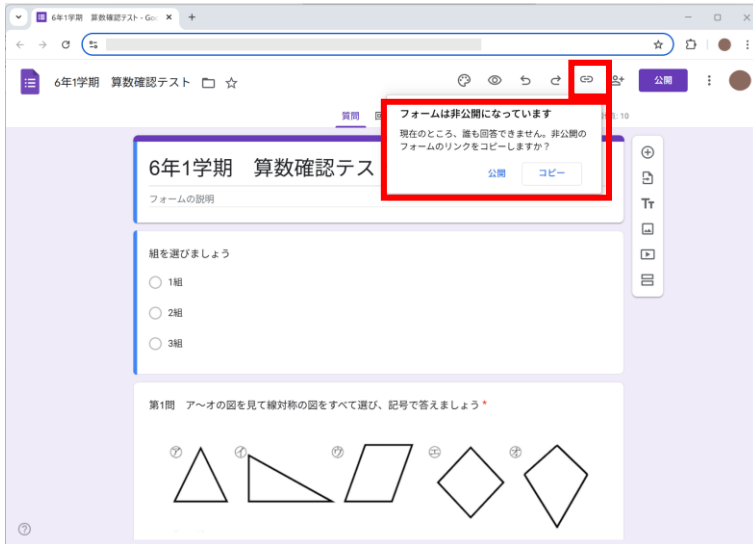 6年1学期 算数確認テスト - Goo
6年1学期 算数確認テスト
公開
質問
: 10
フォームは非公開になっています
現在のところ、誰も回答できません。非公開の
フォームのリンクをコピーしますか？
公開 コピー
6年1学期 算数確認テス
フォームの説明
組を選びましょう
1組
2組
3組
第1問 ア～オの図を見て線対称の図をすべて選び、記号で答えましょう *
㋐ ㋑ ㋒ ㋓ ㋔
Tт